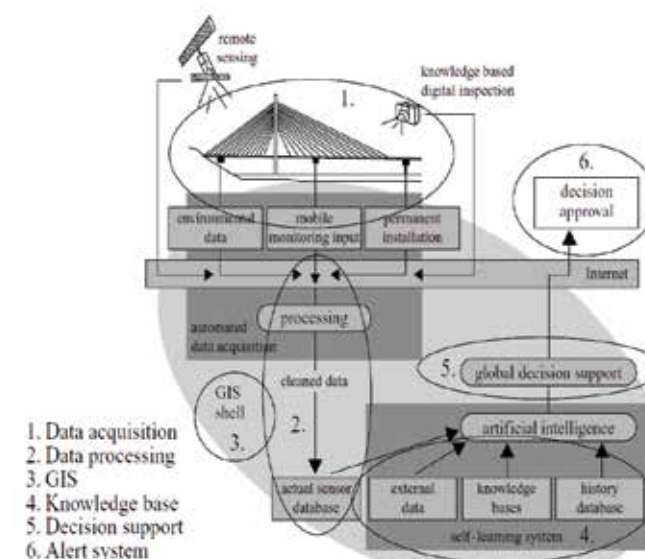 remote
sensing
knowledge based
digital inspection
1.
6.
decision
approval
environmental
data
mobile
monitoring input
permanent
installation
Internet
processing
automated
data acquisition
cleaned data
5.
global decision support
GIS
shell
3.
2.
artificial intelligence
actual sensor
database
external
data
knowledge
bases
history
database
self-learning system
4.
1. Data acquisition
2. Data processing
3. GIS
4. Knowledge base
5. Decision support
6. Alert system